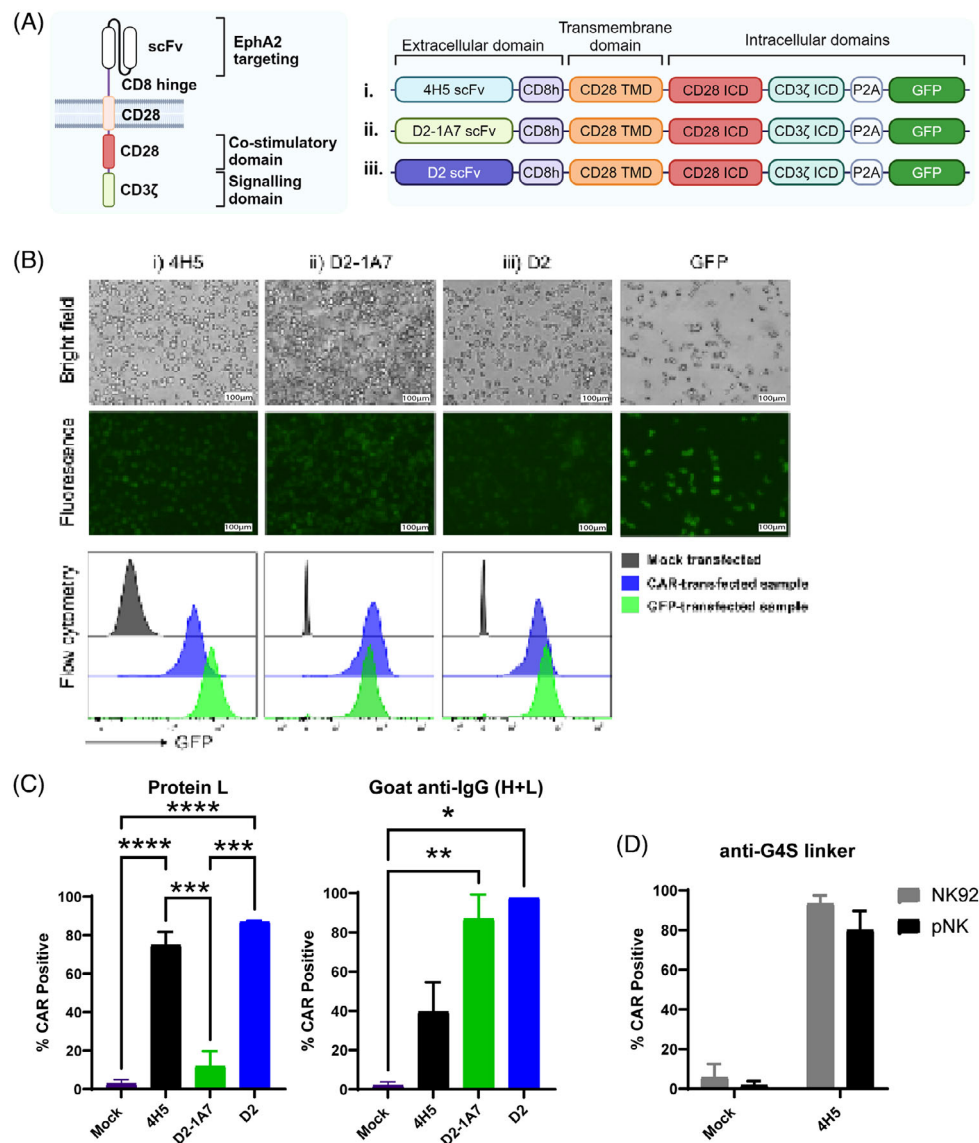 (A)
scFv
EphA2
targeting
CD8 hinge
CD28
CD28
Co-stimulatory
domain
CD3ζ
Signalling
domain
Extracellular domain
Transmembrane
domain
Intracellular domains
i. 4H5 scFv CD8h CD28 TMD CD28 ICD CD3ζ ICD P2A GFP
ii. D2-1A7 scFv CD8h CD28 TMD CD28 ICD CD3ζ ICD P2A GFP
iii. D2 scFv CD8h CD28 TMD CD28 ICD CD3ζ ICD P2A GFP
(B)
i) 4H5 ii) D2-1A7 iii) D2 GFP
Bright field
100μm 100μm 100μm 100μm
Fluorescence
100μm 100μm 100μm 100μm
Flow cytometry
Mock transfected
CAR-transfected sample
GFP-transfected sample
GFP
(C)
Protein L
****
**** ***
***
% CAR Positive
100
80
60
40
20
0
Mock 4H5 D2-1A7 D2
Goat anti-IgG (H+L)
*
**
% CAR Positive
100
80
60
40
20
0
Mock 4H5 D2-1A7 D2
(D)
anti-G4S linker
NK92
pNK
% CAR Positive
100
80
60
40
20
0
Mock 4H5